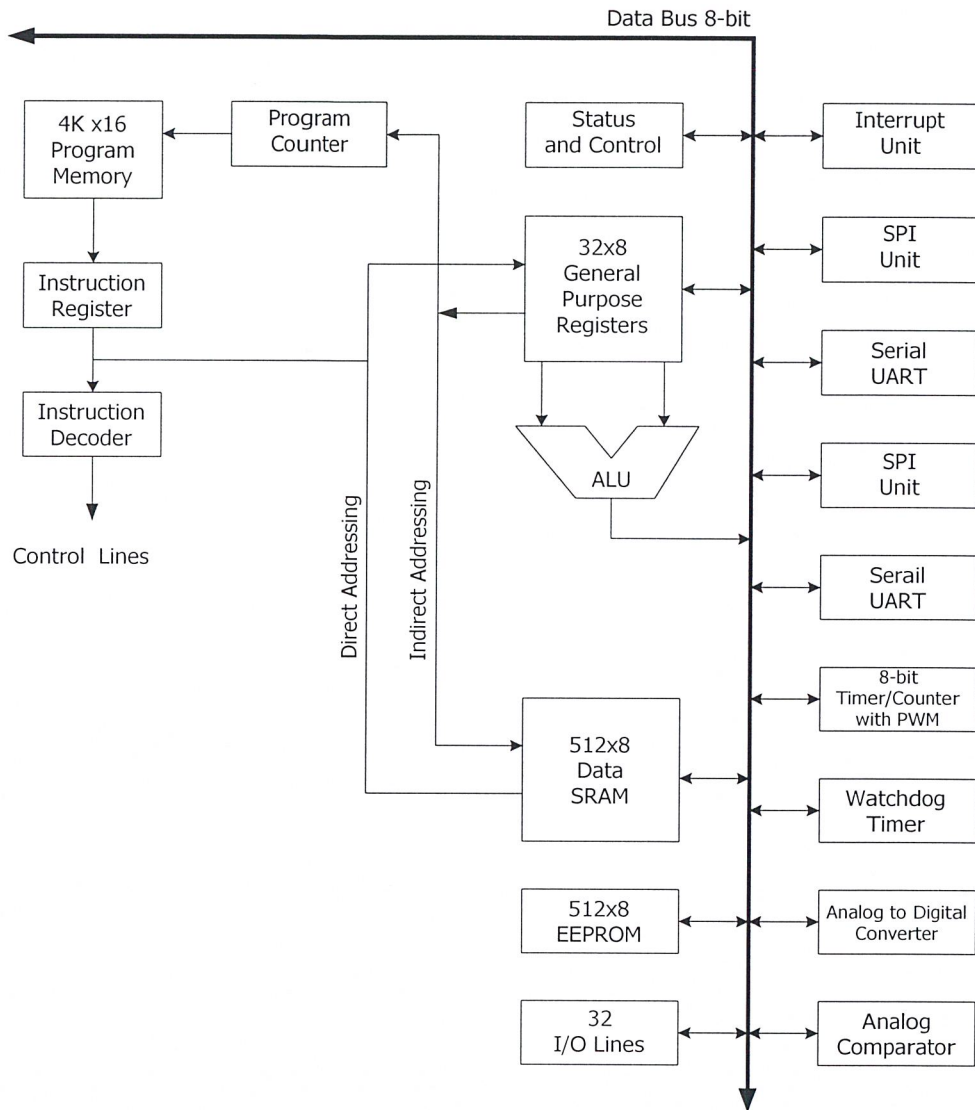 Data Bus 8-bit
4K x16
Program
Memory
Program
Counter
Status
and Control
Interrupt
Unit
32x8
General
Purpose
Registers
SPI
Unit
Instruction
Register
Serial
UART
Instruction
Decoder
ALU
SPI
Unit
Control Lines
Direct Addressing
Indirect Addressing
Serail
UART
8-bit
Timer/Counter
with PWM
512x8
Data
SRAM
Watchdog
Timer
512x8
EEPROM
Analog to Digital
Converter
32
I/O Lines
Analog
Comparator